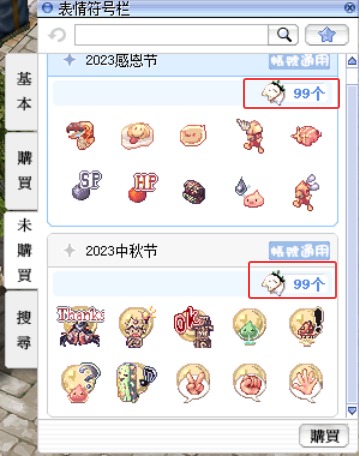 表情符号栏
基本
購買
未購買
搜尋
2023感恩节
帳號通用
99个
SP
HP
2023中秋节
帳號通用
99个
Thanks
OK
!
?
購買